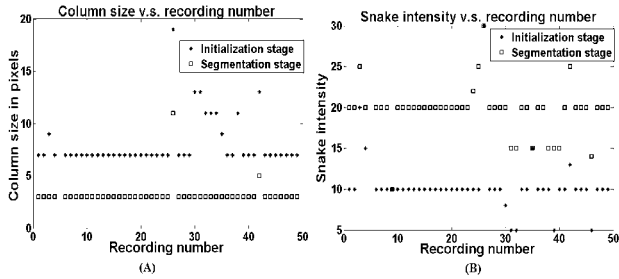 Column size v.s. recording number
Column size in pixels
20
15
10
5
0
Initialization stage
Segmentation stage
0 10 20 30 40 50
Recording number
(A)
Snake intensity v.s. recording number
Snake intensity
30
25
20
15
10
5
Initialization stage
Segmentation stage
0 10 20 30 40 50
Recording number
(B)